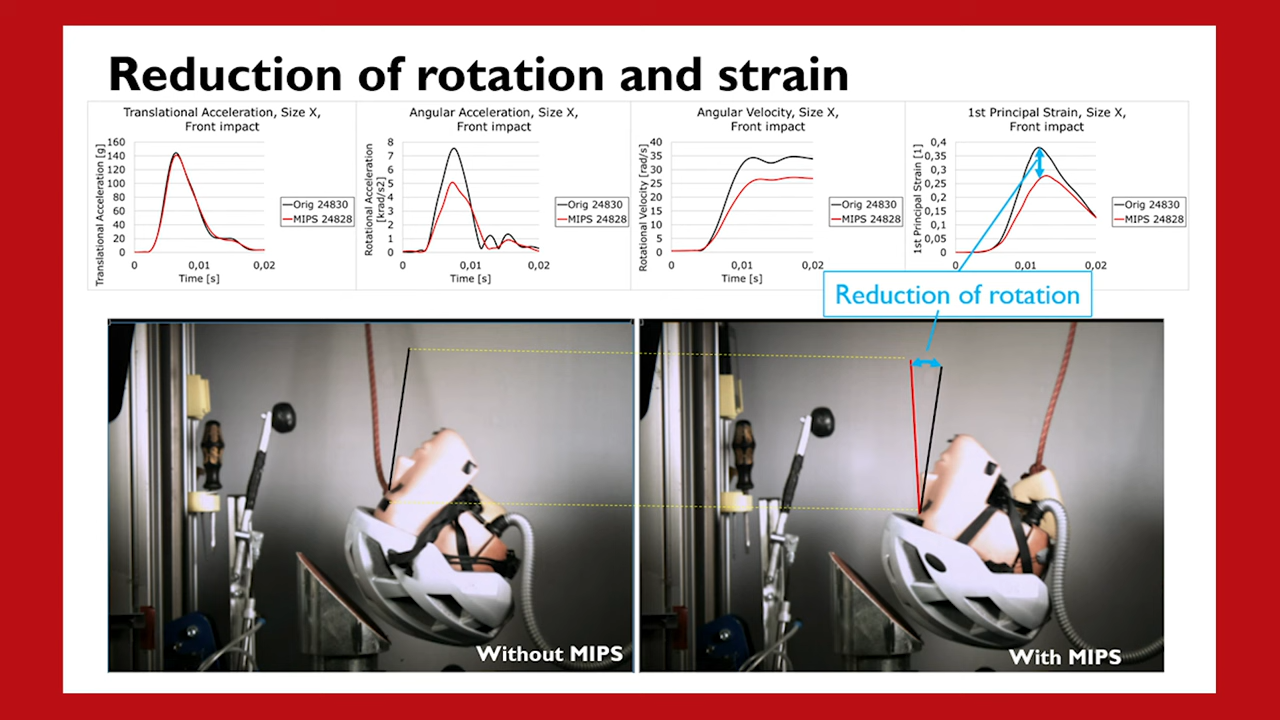 Reduction of rotation and strain
Translational Acceleration, Size X,
Front impact
Translational Acceleration [g]
160
140
120
100
80
60
40
20
0
0 0,01 0,02
Time [s]
Orig 24830
MIPS 24828
Angular Acceleration, Size X,
Front impact
Rotational Acceleration
[krad/s2]
8
7
6
5
4
3
2
1
0
0 0,01 0,02
Time [s]
Orig 24830
MIPS 24828
Angular Velocity, Size X,
Front impact
Rotational Velocity [rad/s]
40
35
30
25
20
15
10
5
0
0 0,01 0,02
Time [s]
Orig 24830
MIPS 24828
1st Principal Strain, Size X,
Front impact
1st Principal Strain [1]
0,4
0,35
0,3
0,25
0,2
0,15
0,1
0,05
0
0 0,01 0,02
Orig 24830
MIPS 24828
Reduction of rotation
Without MIPS
With MIPS